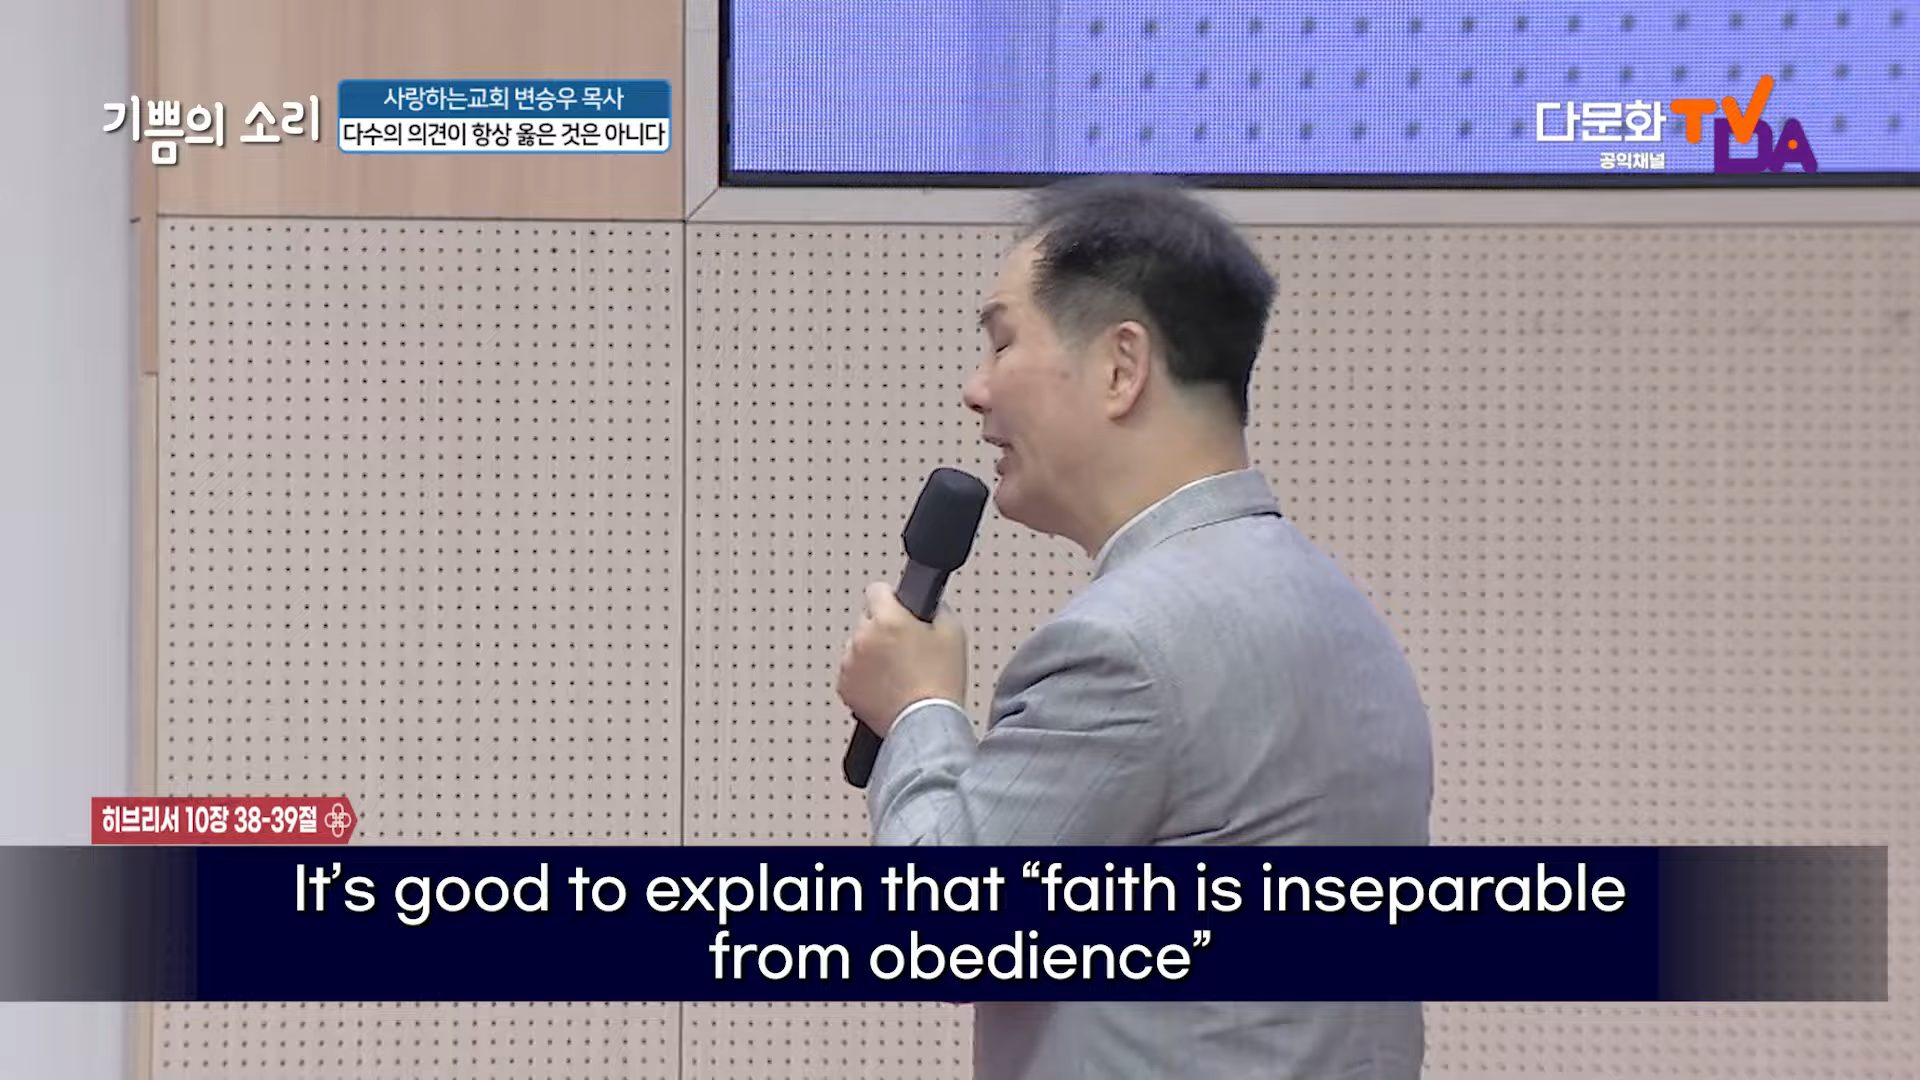 기쁨의 소리
사랑하는교회 변승우 목사
다수의 의견이 항상 옳은 것은 아니다
다문화 TV
공익채널 DA
히브리서 10장 38-39절
It’s good to explain that “faith is inseparable
from obedience”